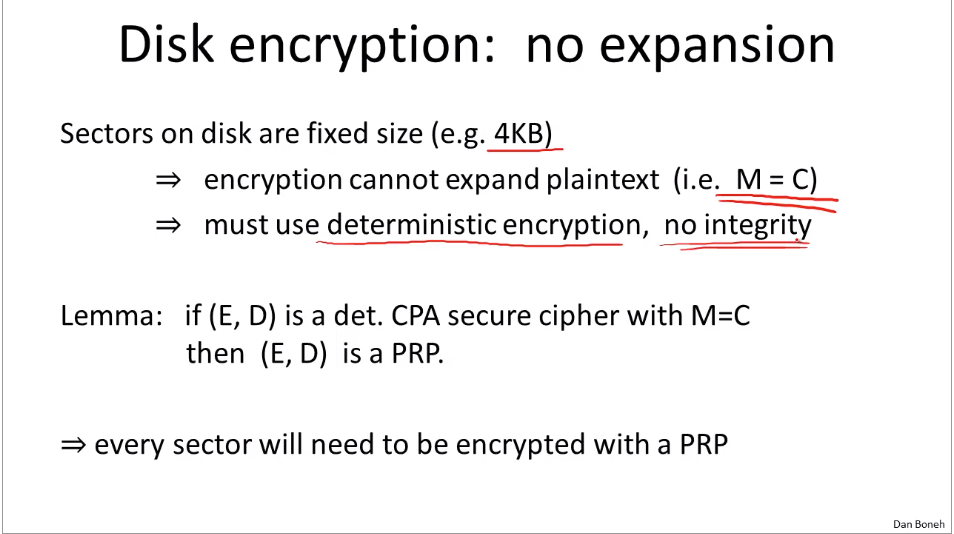 Disk encryption: no expansion
Sectors on disk are fixed size (e.g. 4KB)
⇒ encryption cannot expand plaintext (i.e. M = C)
⇒ must use deterministic encryption, no integrity
Lemma: if (E, D) is a det. CPA secure cipher with M=C
then (E, D) is a PRP.
⇒ every sector will need to be encrypted with a PRP
Dan Boneh